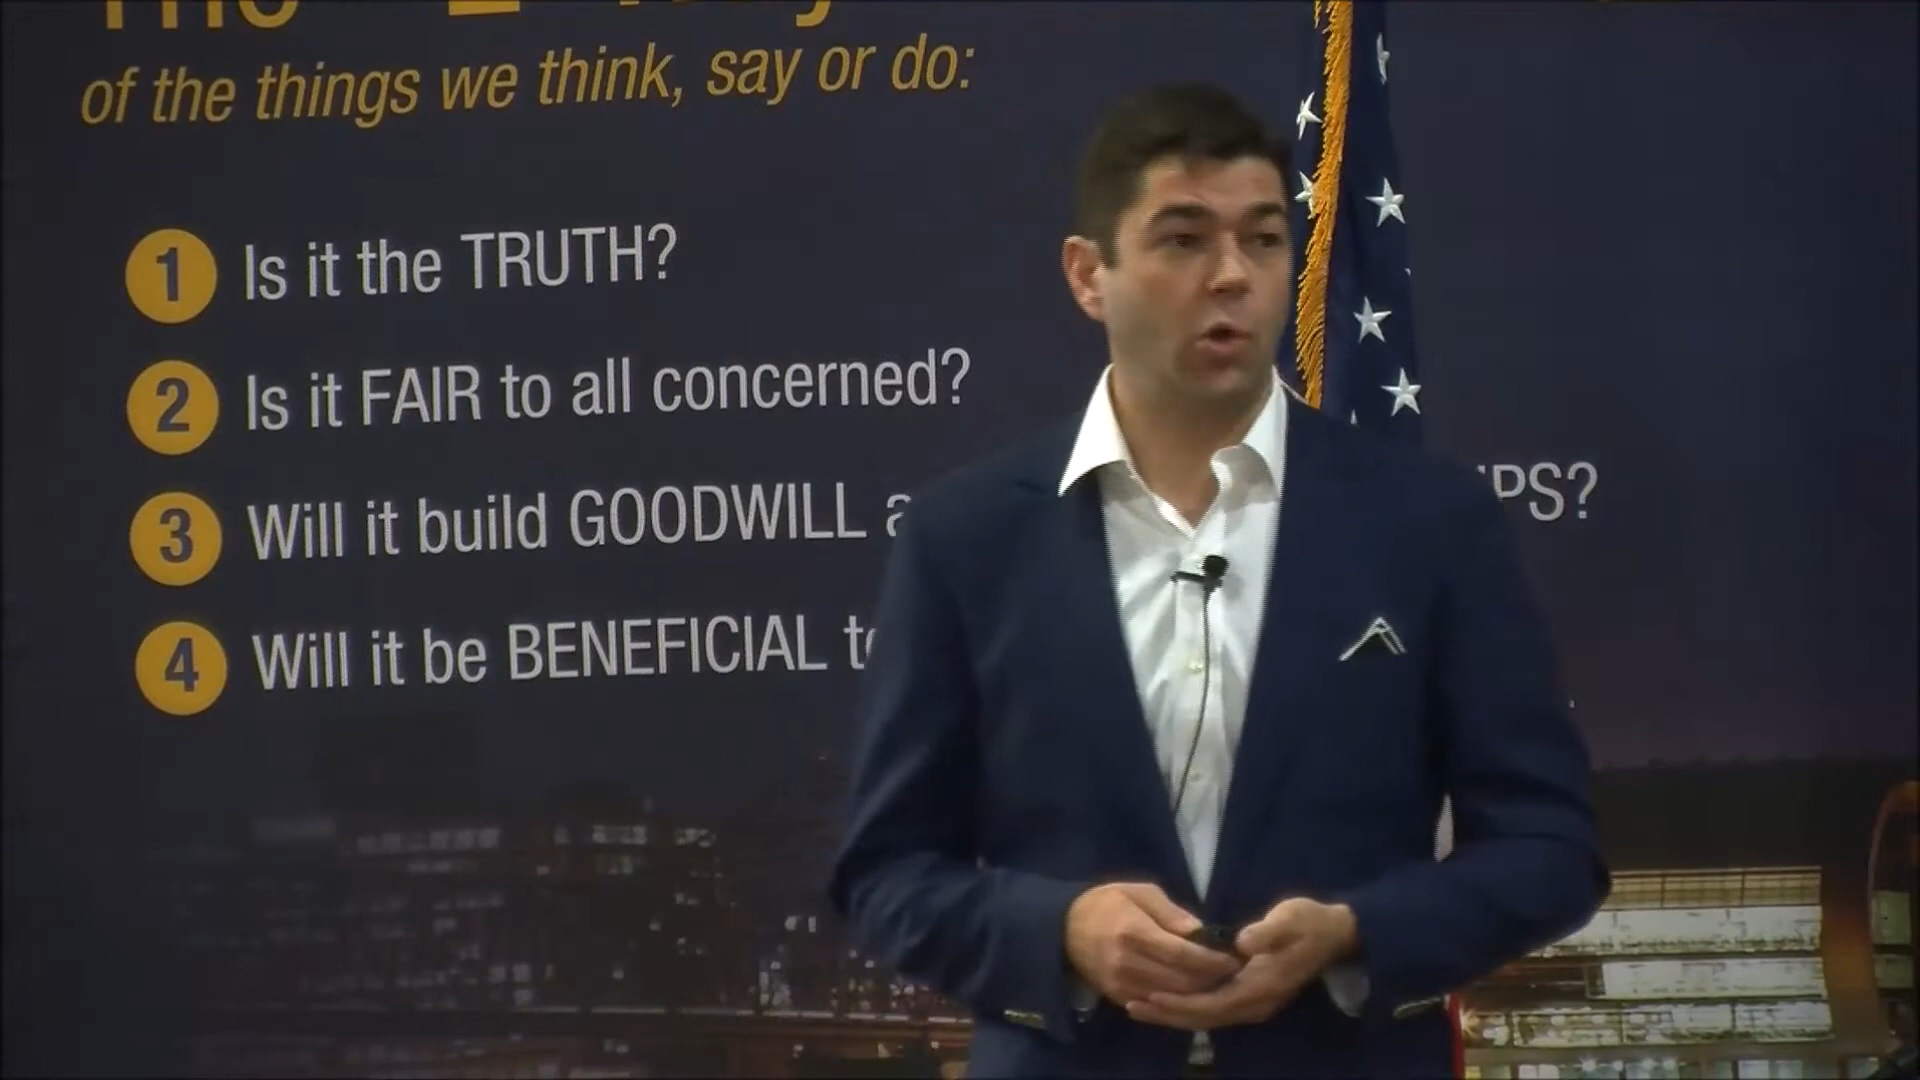 of the things we think, say or do:
1 Is it the TRUTH?
2 Is it FAIR to all concerned?
3 Will it build GOODWILL
4 Will it be BENEFICIAL